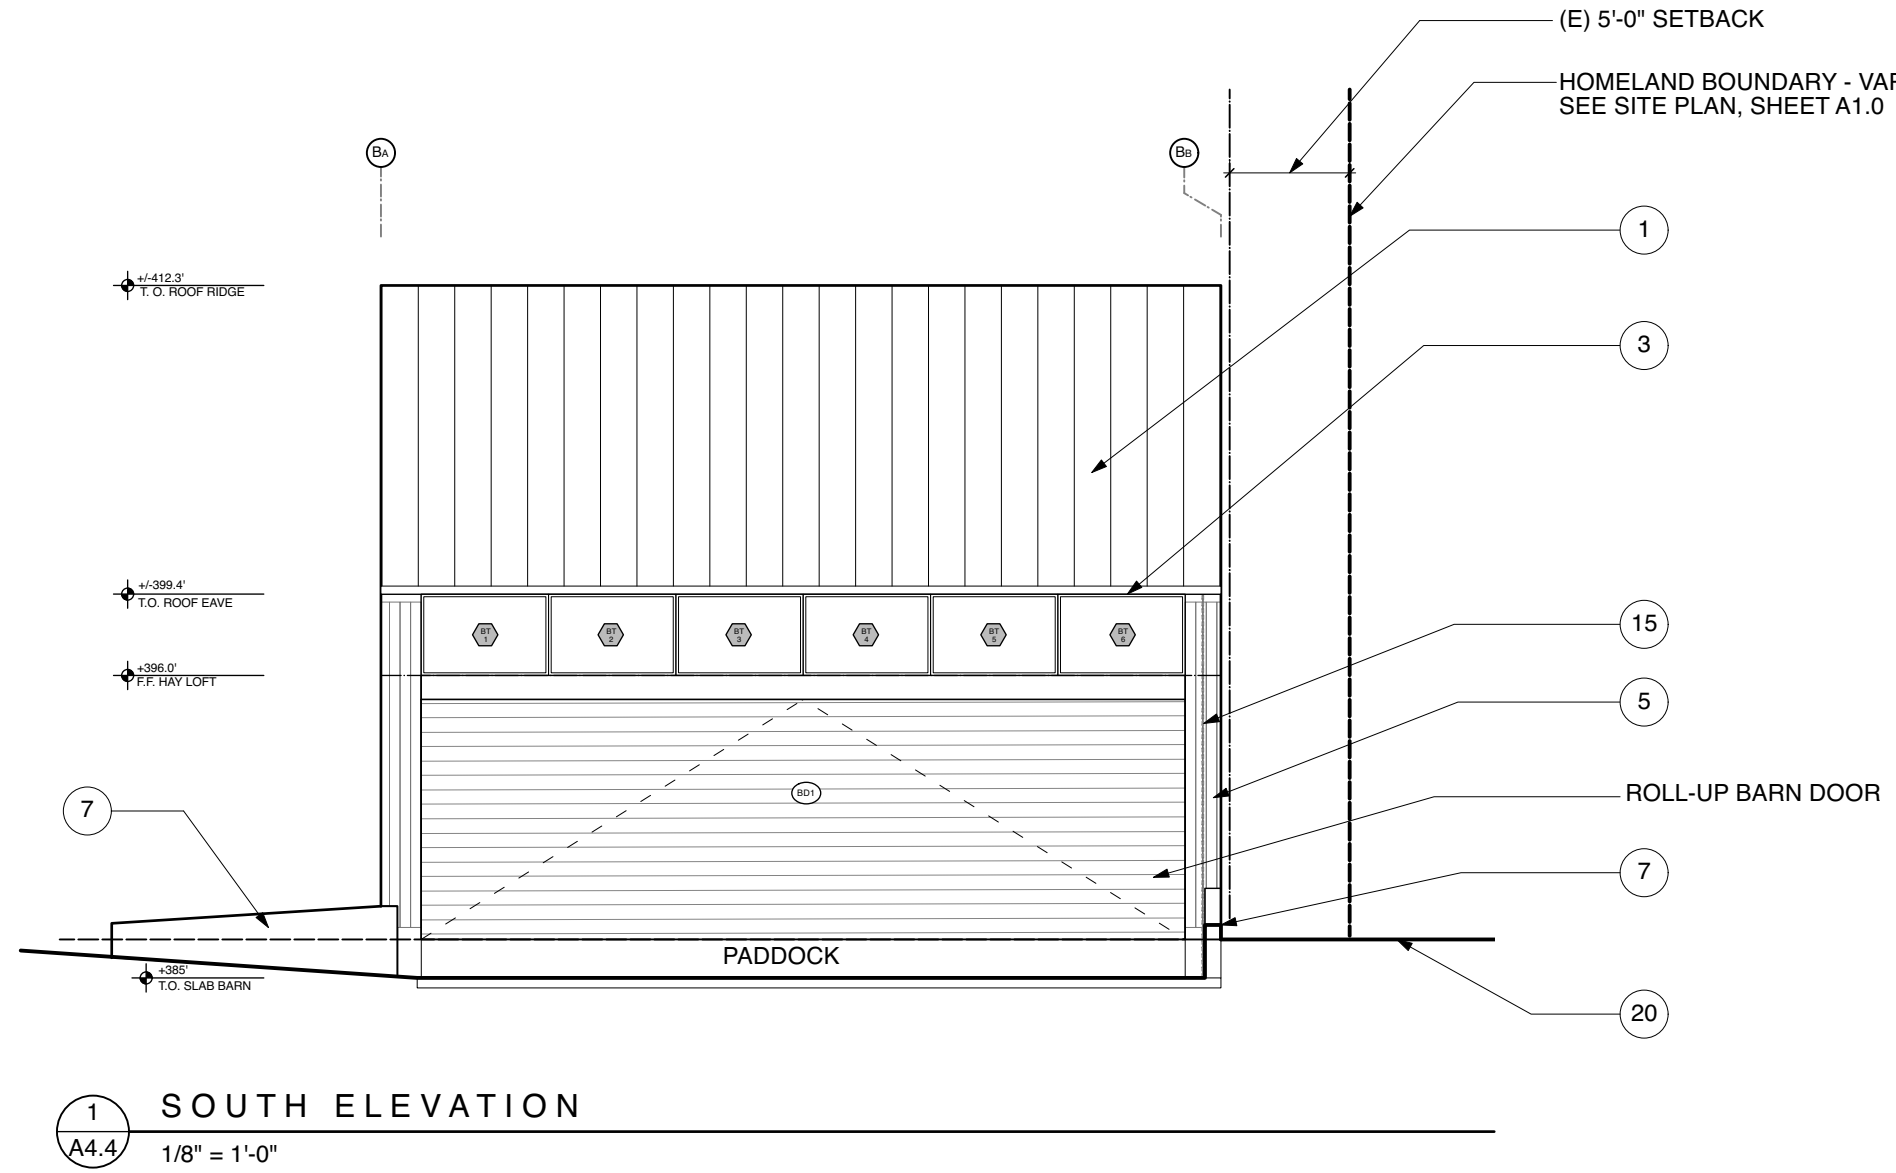 (E) 5'-0" SETBACK
HOMELAND BOUNDARY - VAR
SEE SITE PLAN, SHEET A1.0
BA
BB
1
+/-412.3'
T. O. ROOF RIDGE
3
+/-399.4'
T.O. ROOF EAVE
BT
1
BT
2
BT
3
BT
4
BT
5
BT
6
15
+396.0'
F.F. HAY LOFT
5
BD1
ROLL-UP BARN DOOR
7
7
PADDOCK
+385'
T.O. SLAB BARN
20
1
A4.4
SOUTH ELEVATION
1/8" = 1'-0"